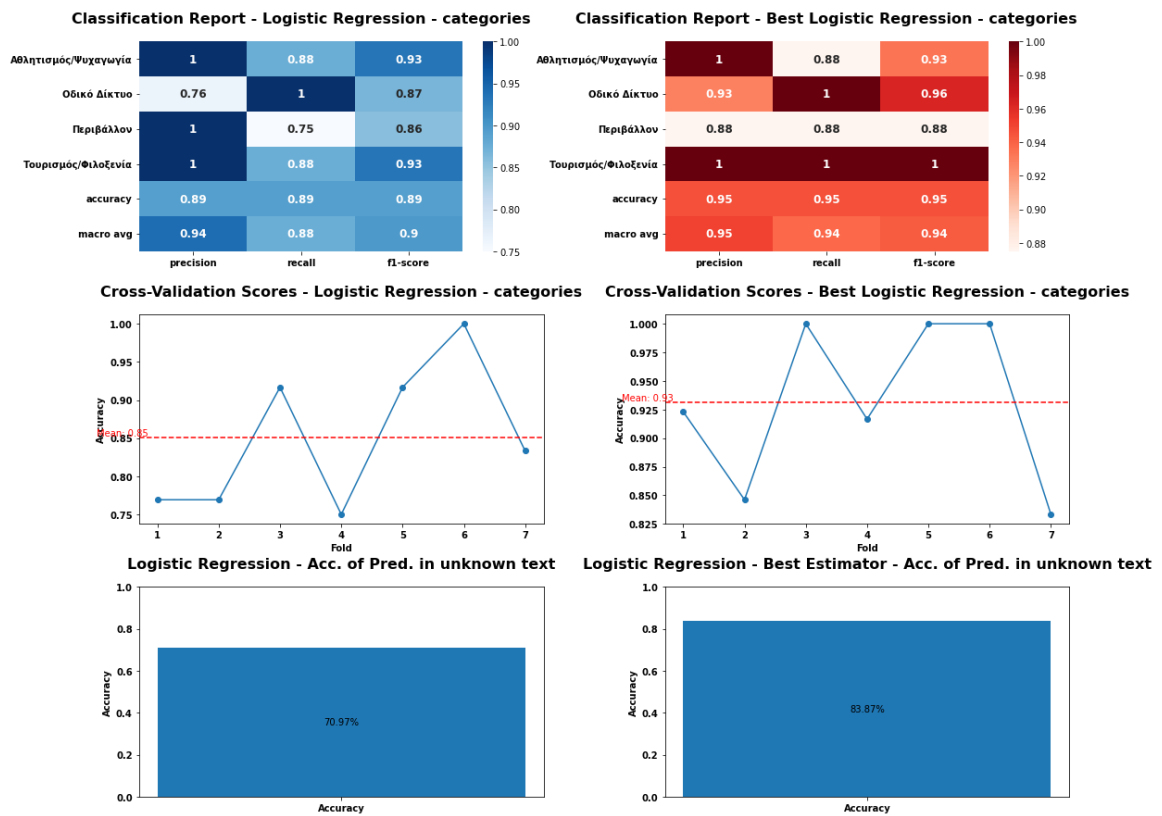 Classification Report - Logistic Regression - categories
Αθλητισμός/Ψυχαγωγία 1 0.88 0.93
Οδικό Δίκτυο 0.76 1 0.87
Περιβάλλον 1 0.75 0.86
Τουρισμός/Φιλοξενία 1 0.88 0.93
accuracy 0.89 0.89 0.89
macro avg 0.94 0.88 0.9
precision recall f1-score
1.00
0.95
0.90
0.85
0.80
0.75
Classification Report - Best Logistic Regression - categories
Αθλητισμός/Ψυχαγωγία 1 0.88 0.93
Οδικό Δίκτυο 0.93 1 0.96
Περιβάλλον 0.88 0.88 0.88
Τουρισμός/Φιλοξενία 1 1 1
accuracy 0.95 0.95 0.95
macro avg 0.95 0.94 0.94
precision recall f1-score
1.00
0.98
0.96
0.94
0.92
0.90
0.88
Cross-Validation Scores - Logistic Regression - categories
Accuracy
1.00
0.95
0.90
0.85
0.80
0.75
Mean: 0.85
1 2 3 4 5 6 7
Fold
Cross-Validation Scores - Best Logistic Regression - categories
Accuracy
1.000
0.975
0.950
0.925
0.900
0.875
0.850
0.825
Mean: 0.93
1 2 3 4 5 6 7
Fold
Logistic Regression - Acc. of Pred. in unknown text
Accuracy
1.0
0.8
0.6
0.4
0.2
0.0
70.97%
Accuracy
Logistic Regression - Best Estimator - Acc. of Pred. in unknown text
Accuracy
1.0
0.8
0.6
0.4
0.2
0.0
83.87%
Accuracy